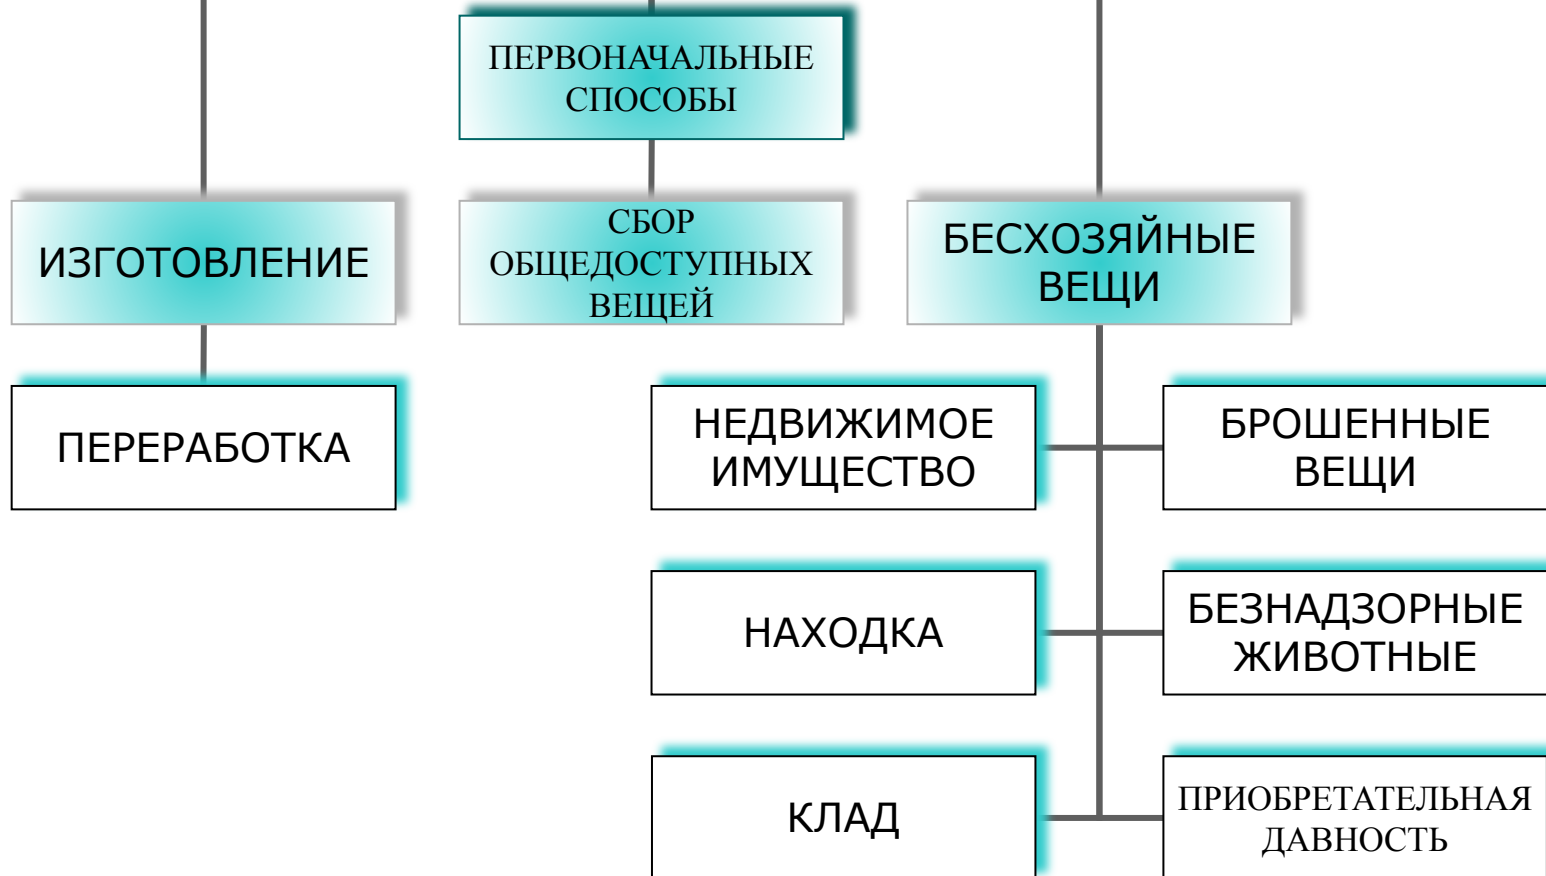 ПЕРВОНАЧАЛЬНЫЕ
СПОСОБЫ
ИЗГОТОВЛЕНИЕ
СБОР
ОБЩЕДОСТУПНЫХ
ВЕЩЕЙ
БЕСХОЗЯЙНЫЕ
ВЕЩИ
ПЕРЕРАБОТКА
НЕДВИЖИМОЕ
ИМУЩЕСТВО
БРОШЕННЫЕ
ВЕЩИ
НАХОДКА
БЕЗНАДЗОРНЫЕ
ЖИВОТНЫЕ
КЛАД
ПРИОБРЕТАТЕЛЬНАЯ
ДАВНОСТЬ